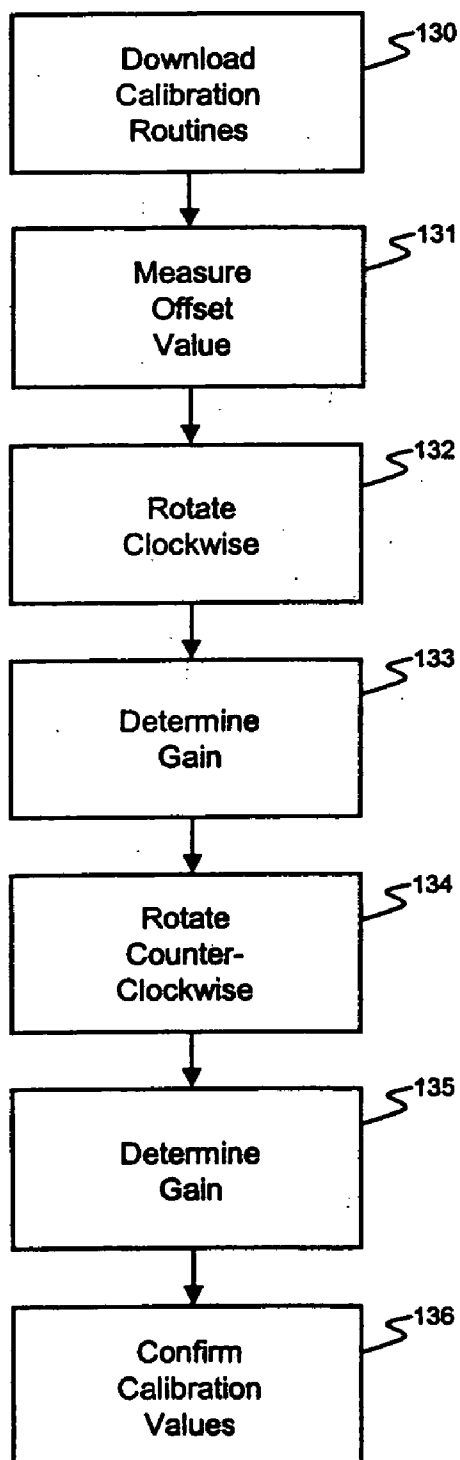 130
Download
Calibration
Routines
131
Measure
Offset
Value
132
Rotate
Clockwise
133
Determine
Gain
134
Rotate
Counter-
Clockwise
135
Determine
Gain
136
Confirm
Calibration
Values